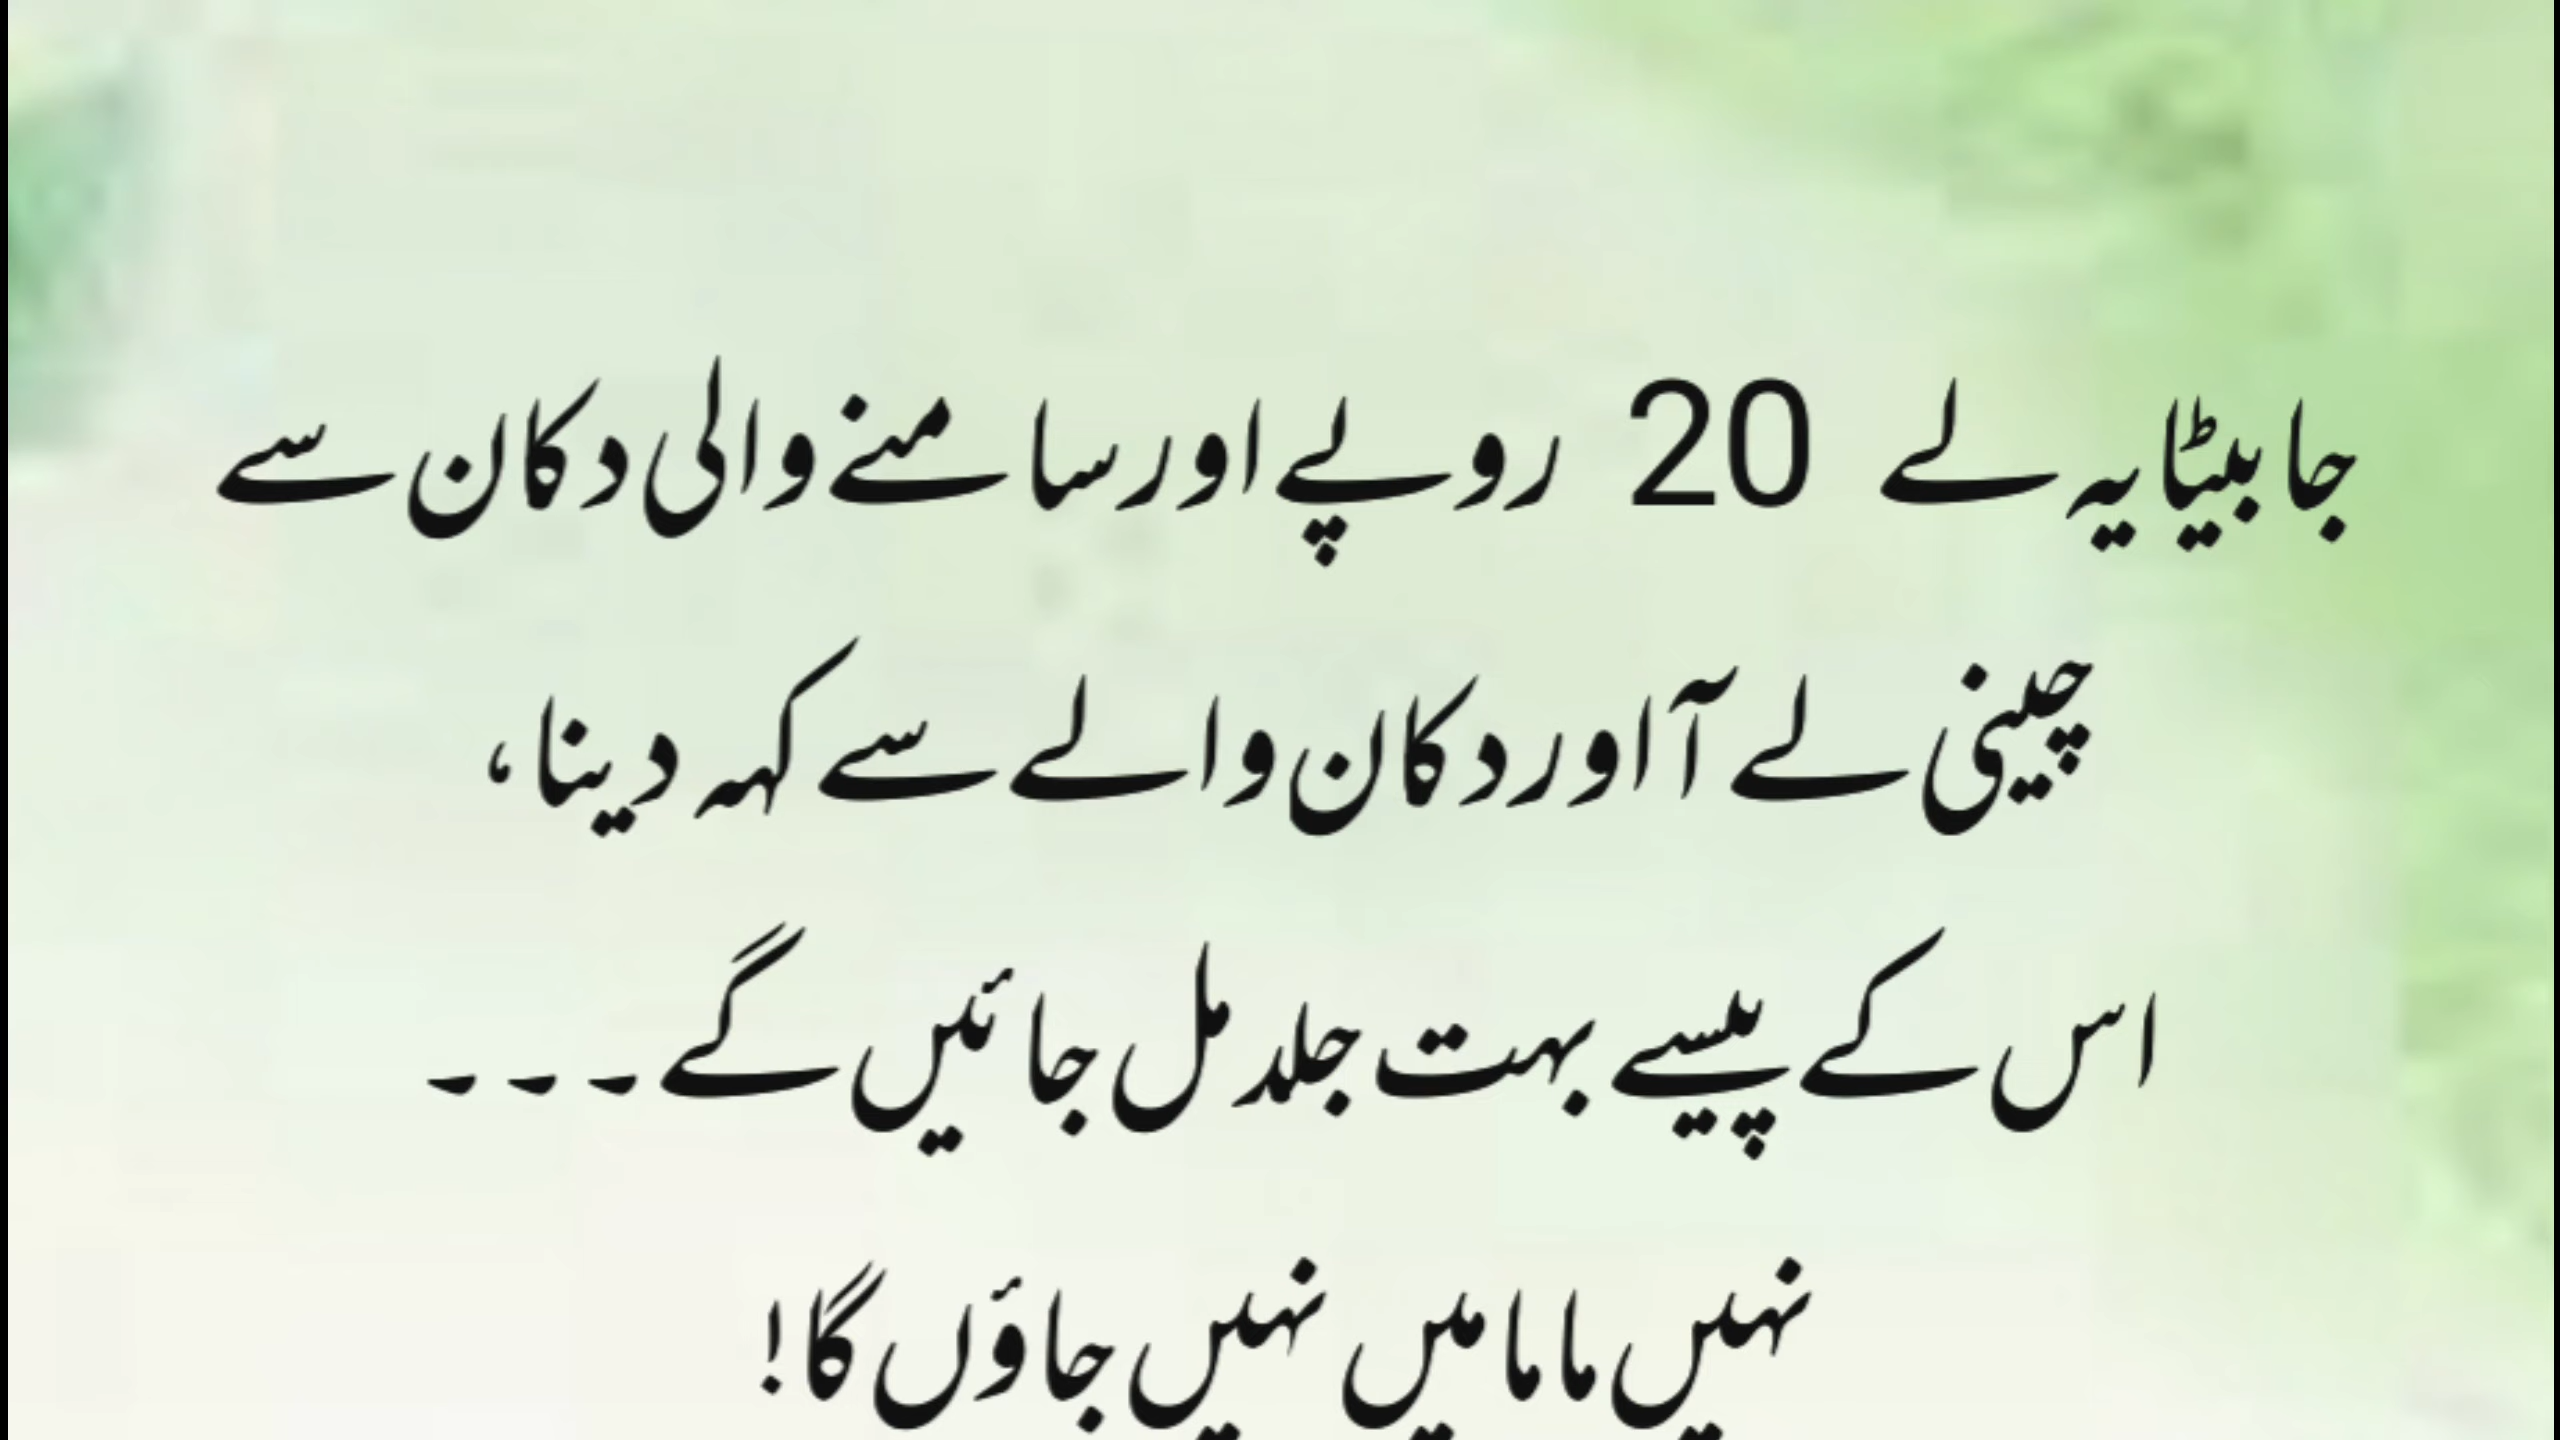 جا بیٹا یہ لے 20 روپے اور سامنے والی دکان سے
چینی لے آ اور دکان والے سے کہہ دینا،
اس کے پیسے بہت جلد مل جائیں گے۔۔۔
نہیں ماما میں نہیں جاؤں گا!